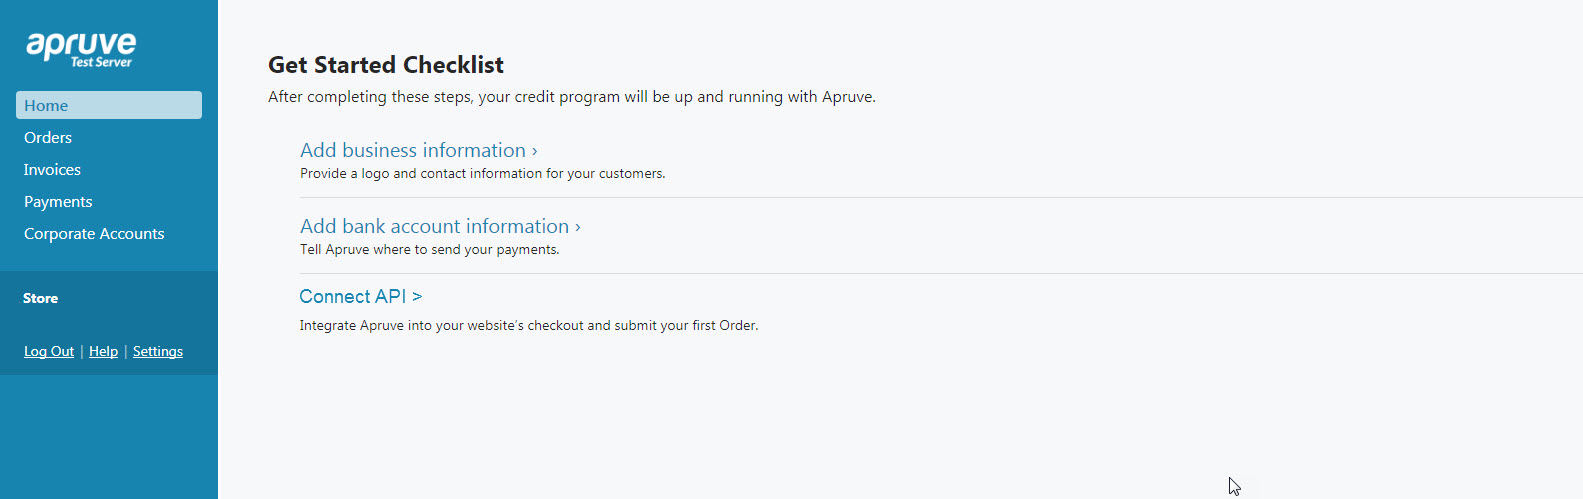 apruve
Test Server
Home
Orders
Invoices
Payments
Corporate Accounts
Store
Log Out | Help | Settings
Get Started Checklist
After completing these steps, your credit program will be up and running with Apruve.
Add business information ›
Provide a logo and contact information for your customers.
Add bank account information ›
Tell Apruve where to send your payments.
Connect API >
Integrate Apruve into your website’s checkout and submit your first Order.